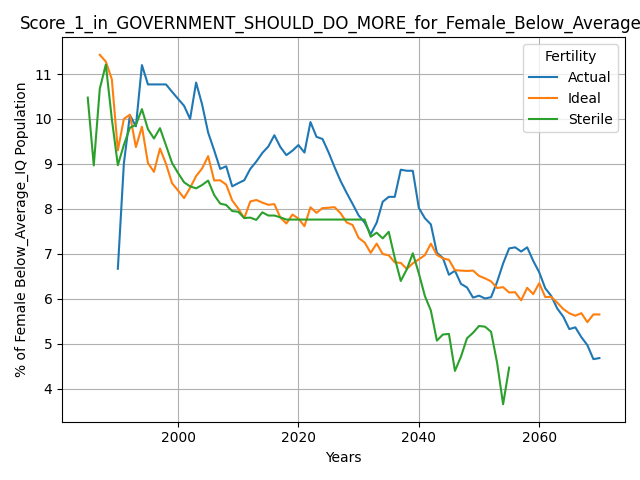 Score_1_in_GOVERNMENT_SHOULD_DO_MORE_for_Female_Below_Average
Fertility
Actual
Ideal
Sterile
% of Female Below_Average_IQ Population
11
10
9
8
7
6
5
4
2000 2020 2040 2060
Years